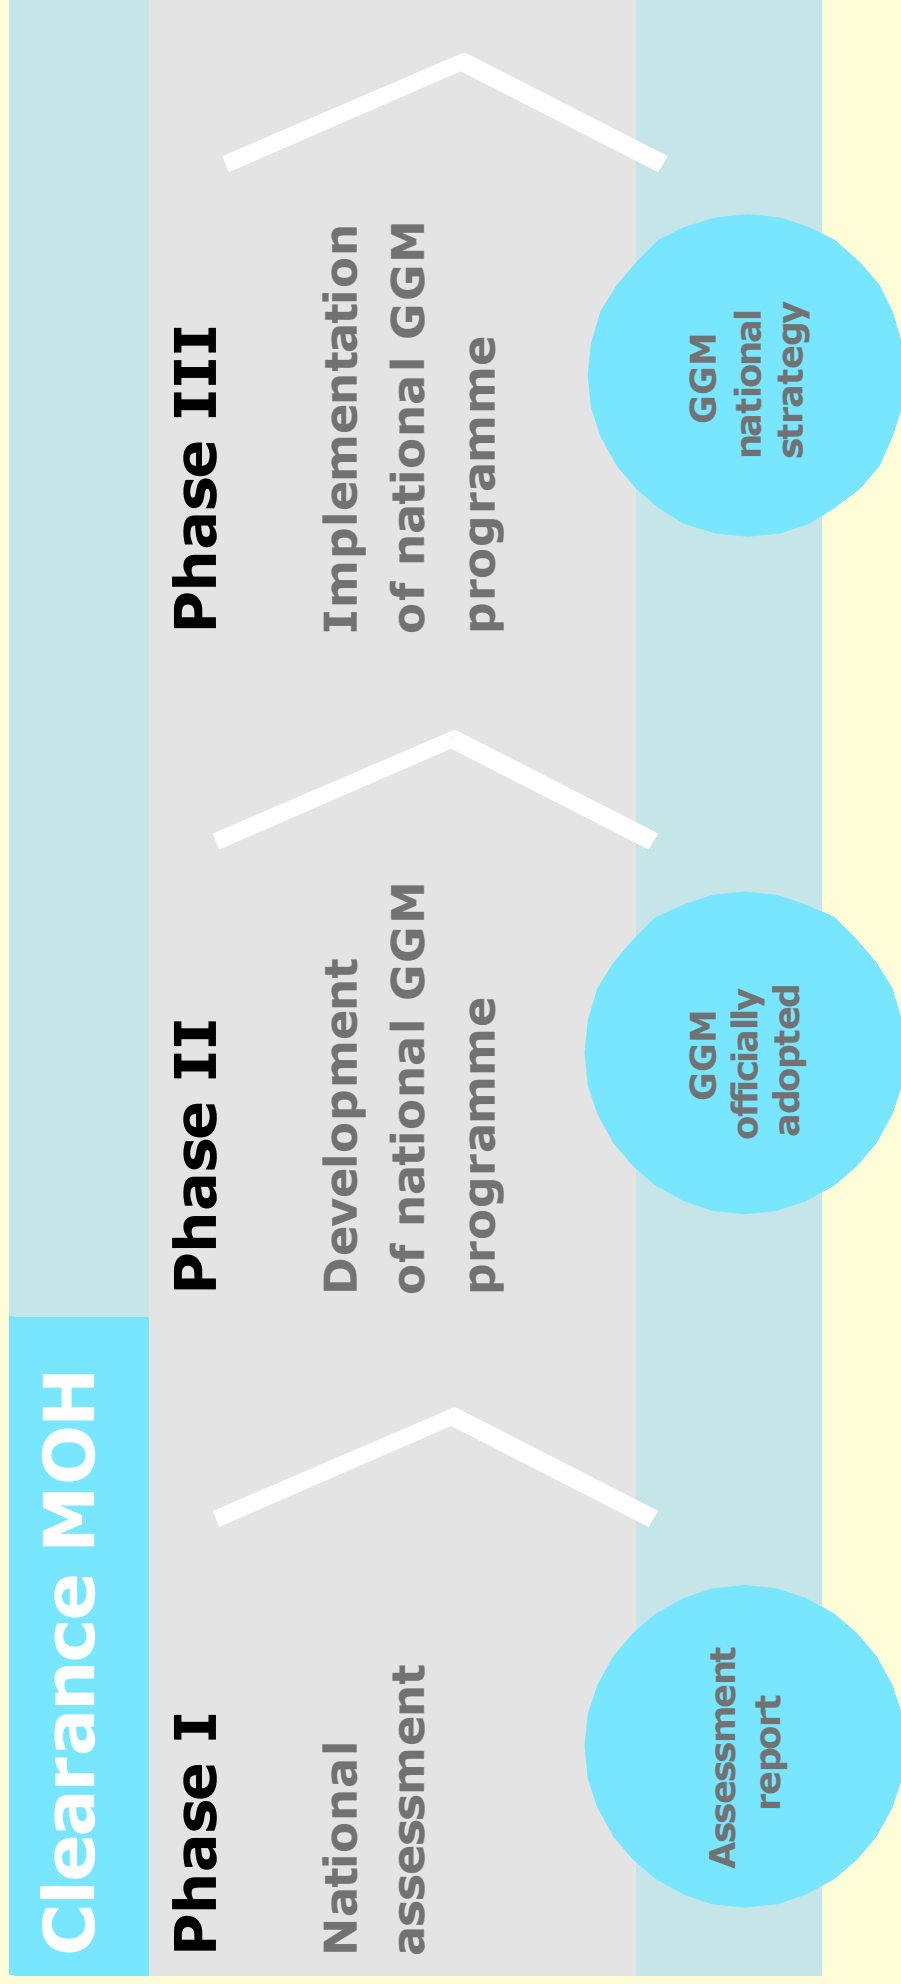 Clearance MOH
Phase I
National
assessment
Assessment
report
Phase II
Development
of national GGM
programme
GGM
officially
adopted
Phase III
Implementation
of national GGM
programme
GGM
national
strategy